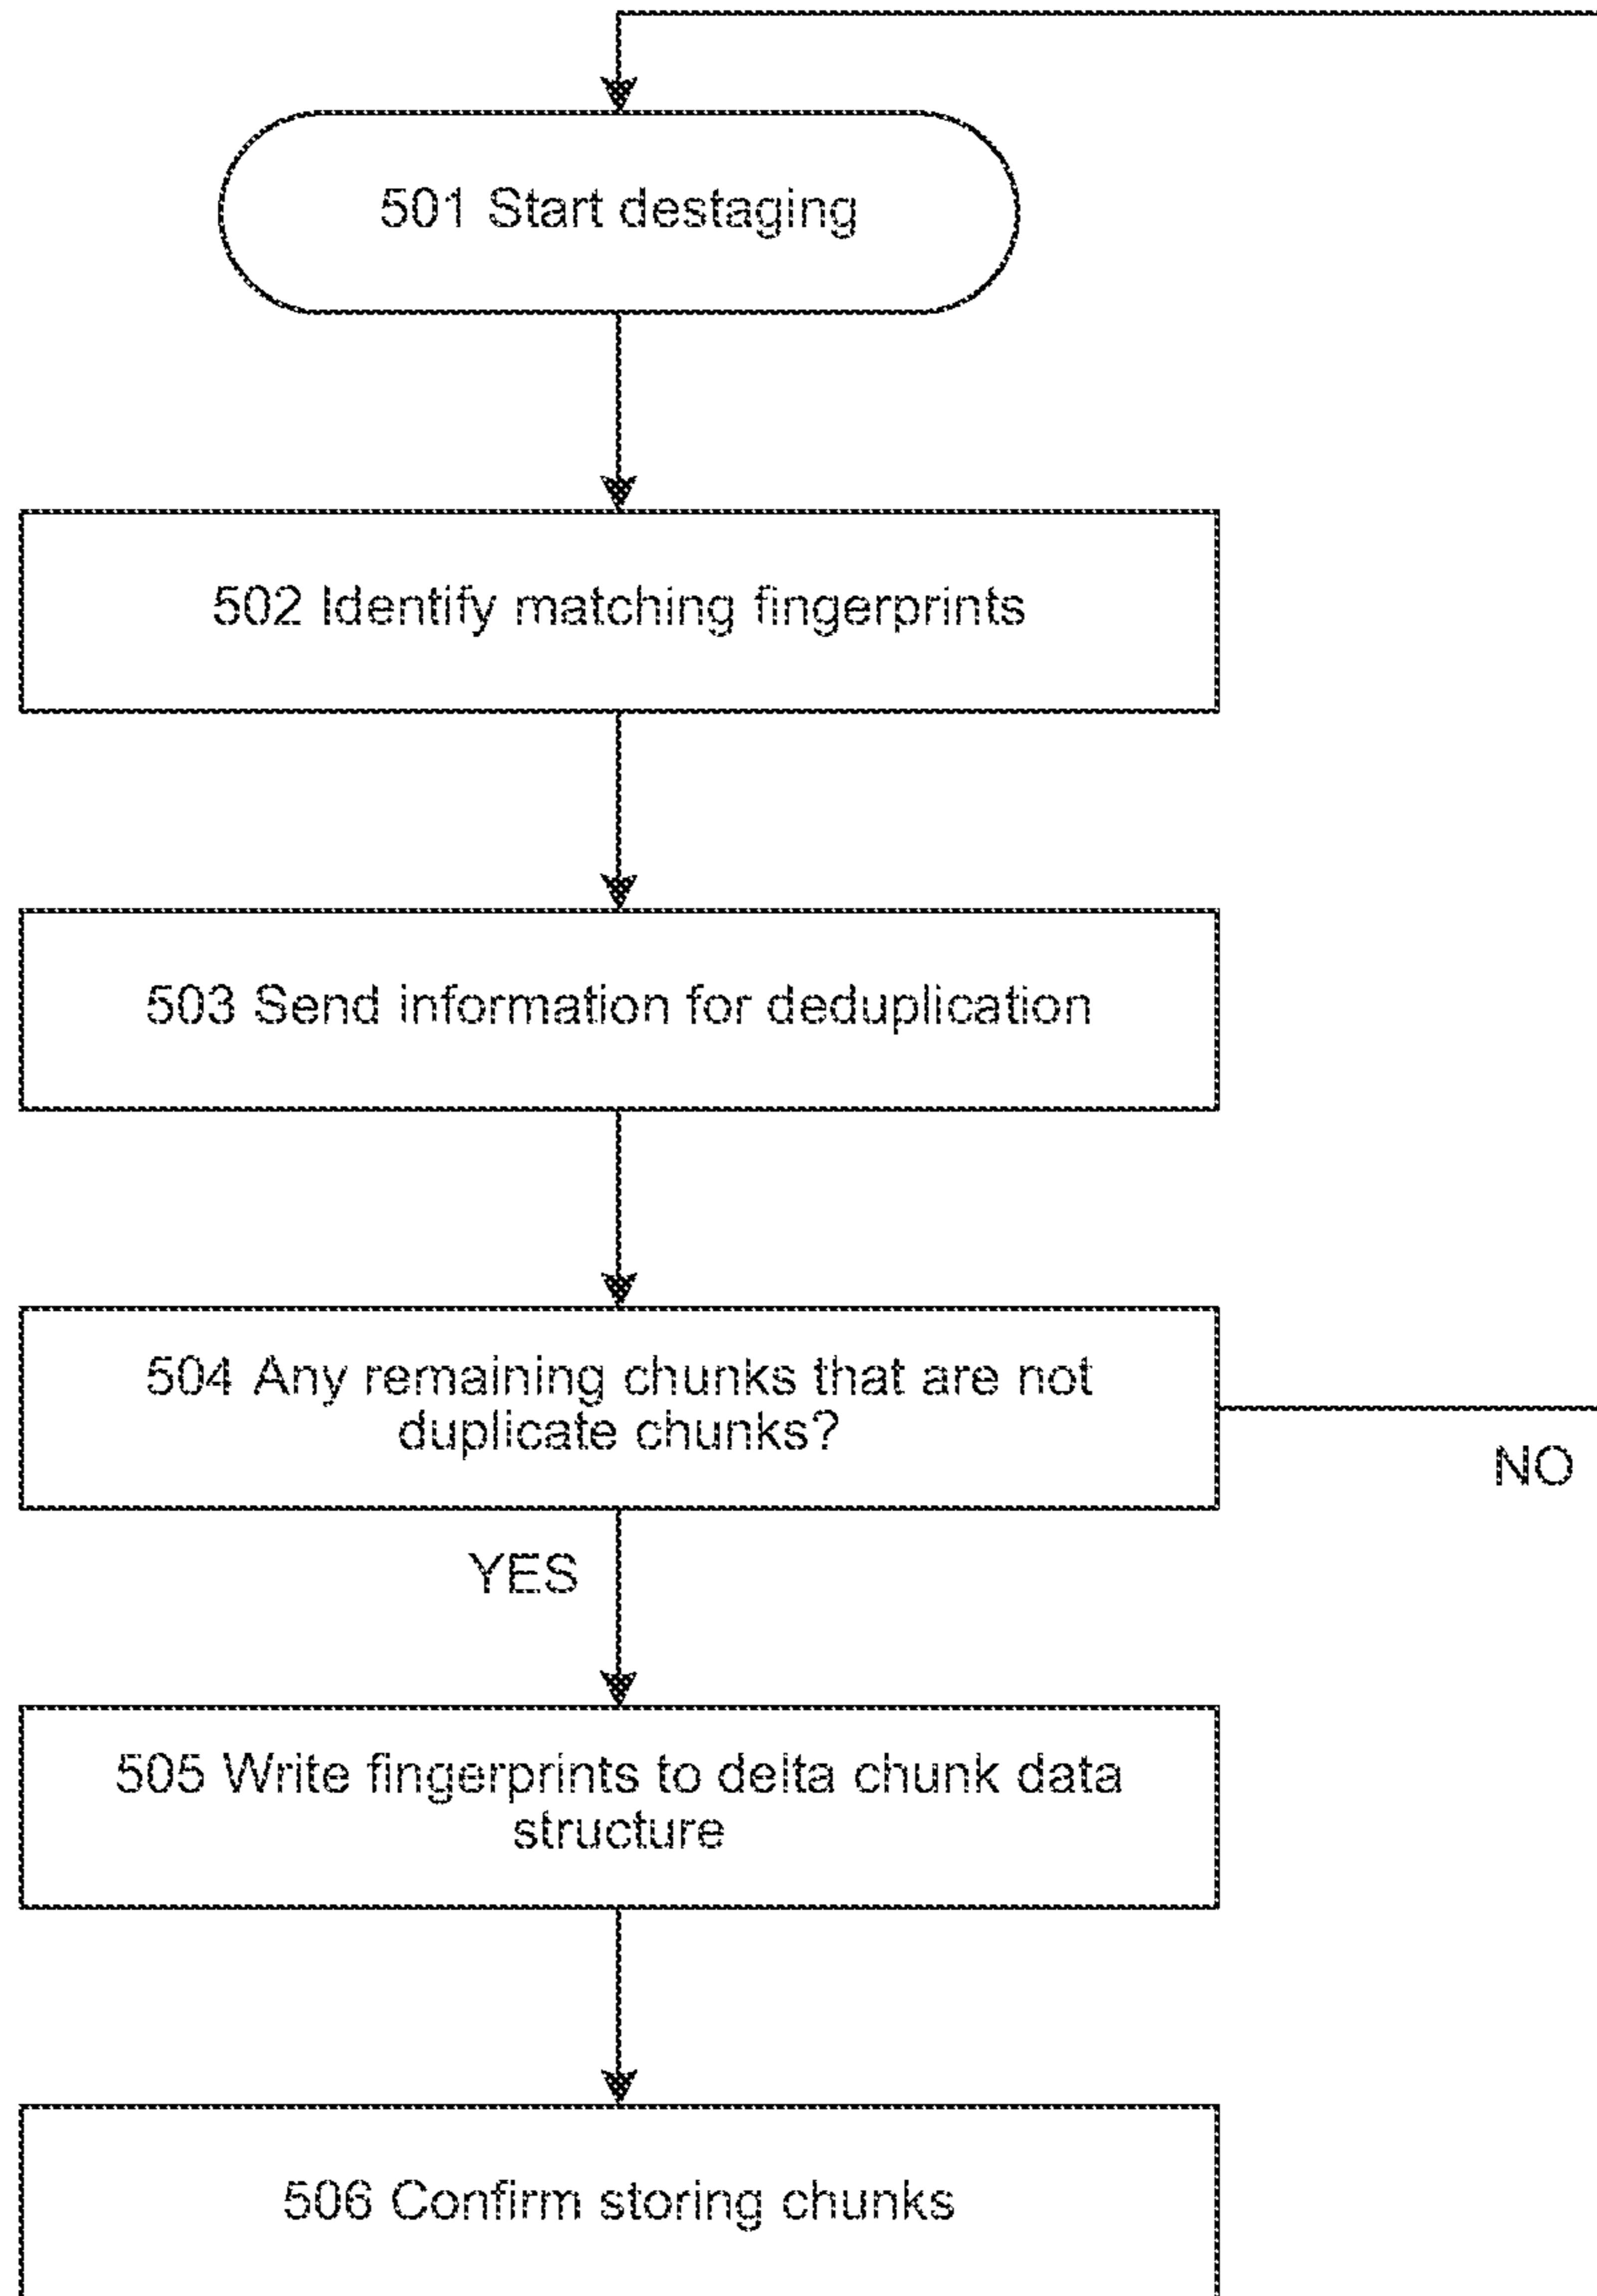 501 Start destaging
502 Identify matching fingerprints
503 Send information for deduplication
504 Any remaining chunks that are not
duplicate chunks?
NO
YES
505 Write fingerprints to delta chunk data
structure
506 Confirm storing chunks